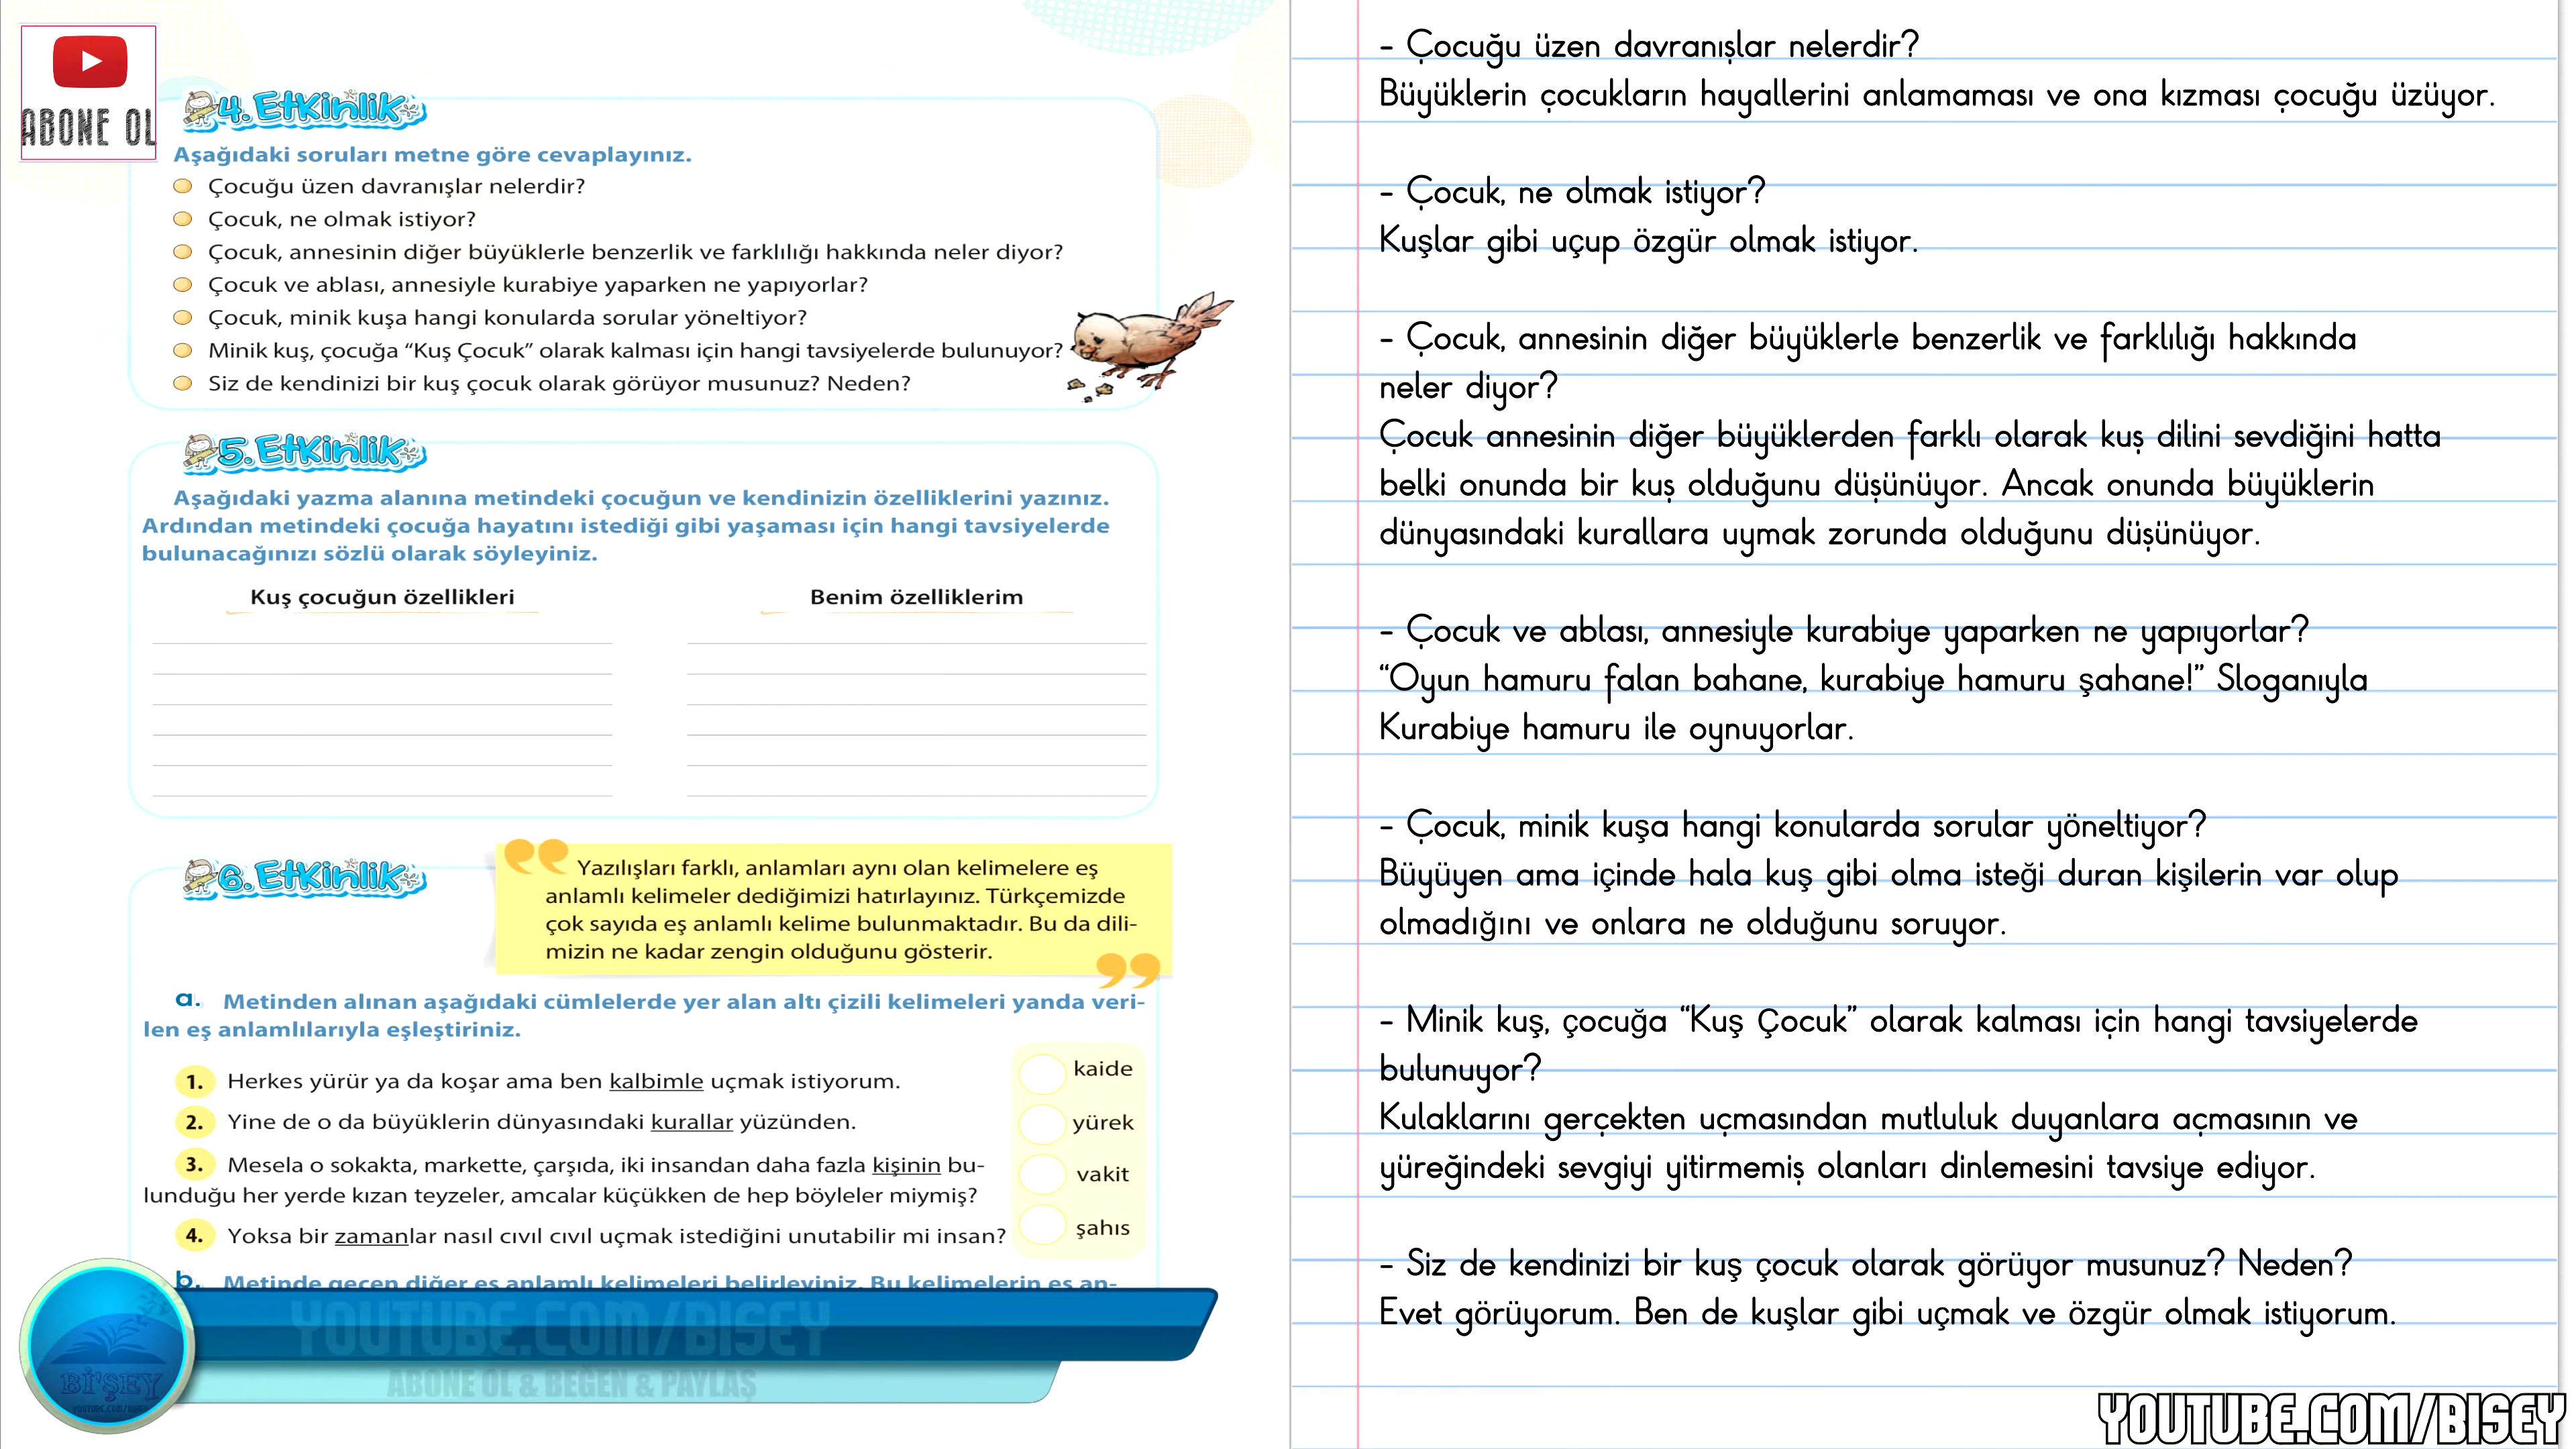 ABONE OL
4. Etkinlik
Aşağıdaki soruları metne göre cevaplayınız.
Çocuğu üzen davranışlar nelerdir?
Çocuk, ne olmak istiyor?
Çocuk, annesinin diğer büyüklerle benzerlik ve farklılığı hakkında neler diyor?
Çocuk ve ablası, annesiyle kurabiye yaparken ne yapıyorlar?
Çocuk, minik kuşa hangi konularda sorular yöneltiyor?
Minik kuş, çocuğa “Kuş Çocuk” olarak kalması için hangi tavsiyelerde bulunuyor?
Siz de kendinizi bir kuş çocuk olarak görüyor musunuz? Neden?
5. Etkinlik
Aşağıdaki yazma alanına metindeki çocuğun ve kendinizin özelliklerini yazınız.
Ardından metindeki çocuğa hayatını istediği gibi yaşaması için hangi tavsiyelerde
bulunacağınızı sözlü olarak söyleyiniz.
Kuş çocuğun özellikleri
Benim özelliklerim
6. Etkinlik
Yazılışları farklı, anlamları aynı olan kelimelere eş
anlamlı kelimeler dediğimizi hatırlayınız. Türkçemizde
çok sayıda eş anlamlı kelime bulunmaktadır. Bu da dili-
mizin ne kadar zengin olduğunu gösterir.
a. Metinden alınan aşağıdaki cümlelerde yer alan altı çizili kelimeleri yanda veri-
len eş anlamlılarıyla eşleştiriniz.
1. Herkes yürür ya da koşar ama ben kalbimle uçmak istiyorum.
2. Yine de o da büyüklerin dünyasındaki kurallar yüzünden.
3. Mesela o sokakta, markette, çarşıda, iki insandan daha fazla kişinin bu-
lunduğu her yerde kızan teyzeler, amcalar küçükken de hep böyleler miymiş?
4. Yoksa bir zamanlar nasıl cıvıl cıvıl uçmak istediğini unutabilir mi insan?
kaide
yürek
vakit
şahıs
b. Metinde geçen diğer eş anlamlı kelimeleri belirleyiniz. Bu kelimelerin eş an-
YOUTUBE.COM/BISEY
ABONE OL & BEĞEN & PAYLAŞ
BİŞEY
YOUTUBE.COM/BISEY
- Çocuğu üzen davranışlar nelerdir?
Büyüklerin çocukların hayallerini anlamaması ve ona kızması çocuğu üzüyor.
- Çocuk, ne olmak istiyor?
Kuşlar gibi uçup özgür olmak istiyor.
- Çocuk, annesinin diğer büyüklerle benzerlik ve farklılığı hakkında
neler diyor?
Çocuk annesinin diğer büyüklerden farklı olarak kuş dilini sevdiğini hatta
belki onunda bir kuş olduğunu düşünüyor. Ancak onunda büyüklerin
dünyasındaki kurallara uymak zorunda olduğunu düşünüyor.
- Çocuk ve ablası, annesiyle kurabiye yaparken ne yapıyorlar?
“Oyun hamuru falan bahane, kurabiye hamuru şahane!” Sloganıyla
Kurabiye hamuru ile oynuyorlar.
- Çocuk, minik kuşa hangi konularda sorular yöneltiyor?
Büyüyen ama içinde hala kuş gibi olma isteği duran kişilerin var olup
olmadığını ve onlara ne olduğunu soruyor.
- Minik kuş, çocuğa “Kuş Çocuk” olarak kalması için hangi tavsiyelerde
bulunuyor?
Kulaklarını gerçekten uçmasından mutluluk duyanlara açmasının ve
yüreğindeki sevgiyi yitirmemiş olanları dinlemesini tavsiye ediyor.
- Siz de kendinizi bir kuş çocuk olarak görüyor musunuz? Neden?
Evet görüyorum. Ben de kuşlar gibi uçmak ve özgür olmak istiyorum.
YOUTUBE.COM/BISEY